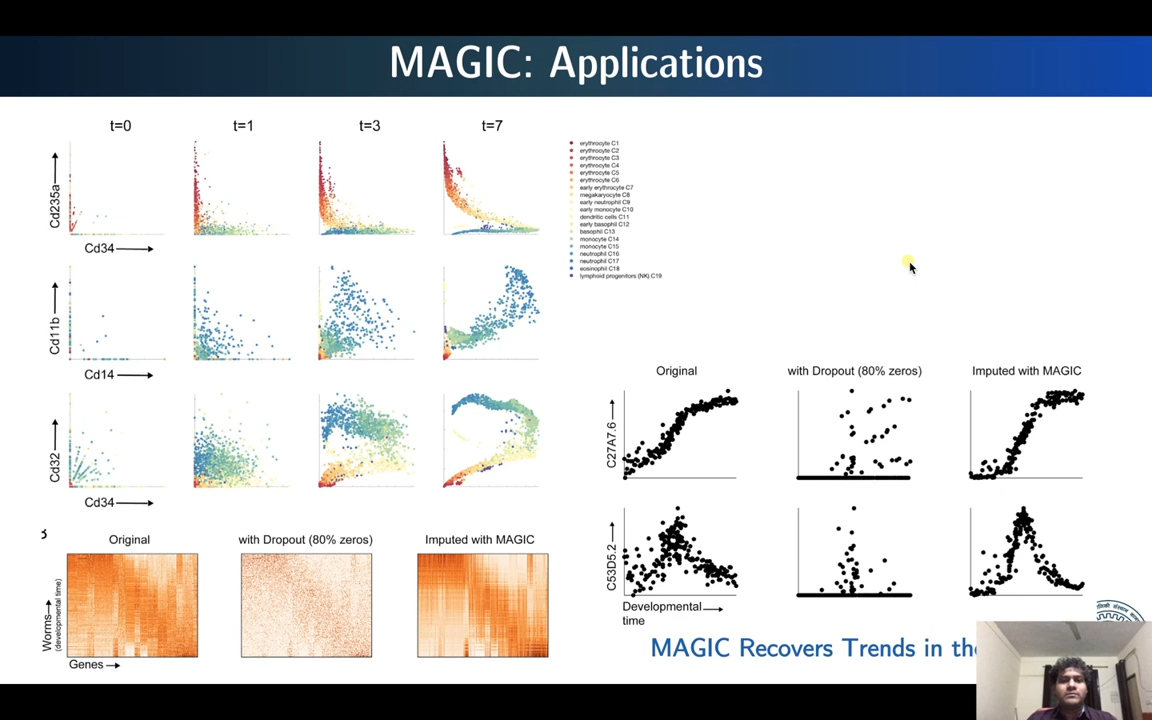 MAGIC: Applications
t=0 t=1 t=3 t=7
Cd235a
Cd34
erythrocyte C1
erythrocyte C2
erythrocyte C3
erythrocyte C4
erythrocyte C5
erythrocyte C6
early erythrocyte C7
megakaryocyte C8
early neutrophil C9
early monocyte C10
dendritic cells C11
early basophil C12
basophil C13
monocyte C14
monocyte C15
neutrophil C16
neutrophil C17
eosinophil C18
lymphoid progenitors (NK) C19
Cd11b
Cd14
Cd32
Cd34
Original with Dropout (80% zeros) Imputed with MAGIC
Worms
(developmental time)
Genes
Original with Dropout (80% zeros) Imputed with MAGIC
C27A7.6
C53D5.2
Developmental
time
MAGIC Recovers Trends in the